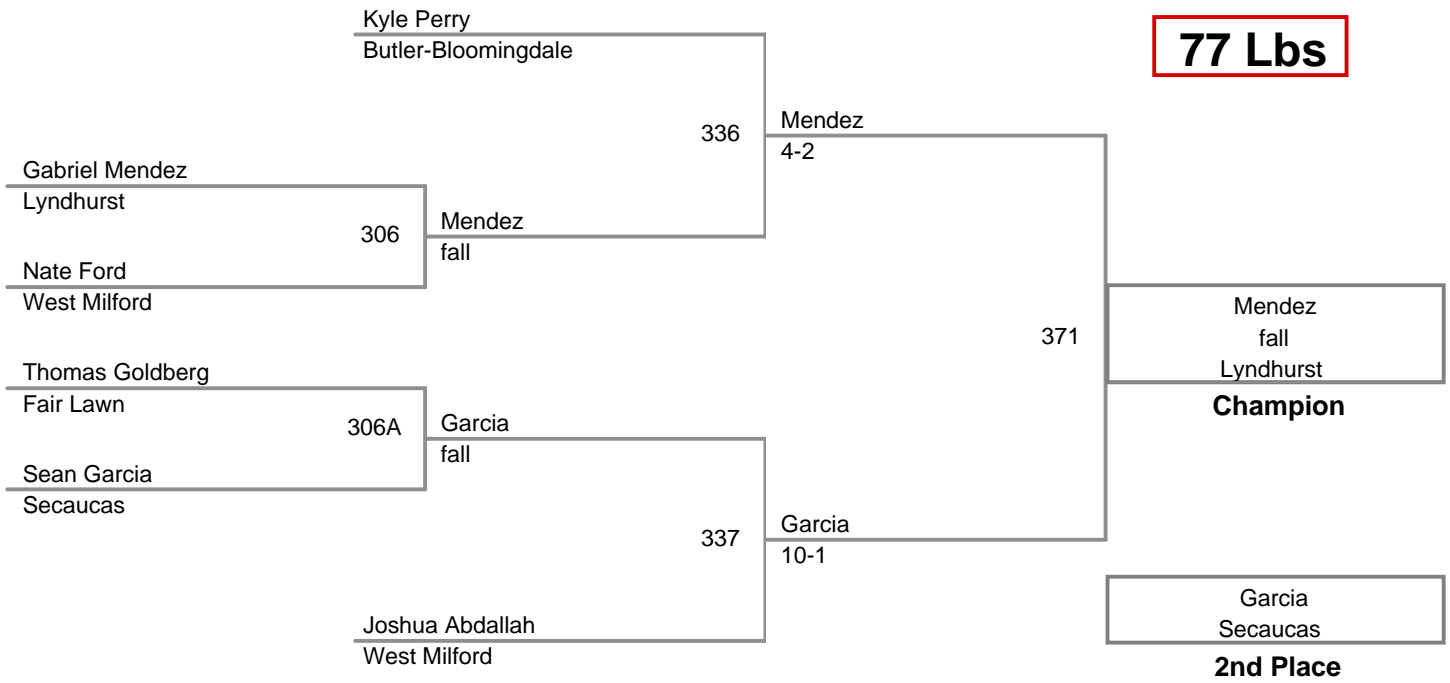 Kyle Perry
Butler-Bloomingdale
77 Lbs
336
Mendez
4-2
Gabriel Mendez
Lyndhurst
306
Mendez
fall
Nate Ford
West Milford
371
Mendez
fall
Lyndhurst
Champion
Thomas Goldberg
Fair Lawn
306A
Garcia
fall
Sean Garcia
Secaucas
337
Garcia
10-1
Joshua Abdallah
West Milford
Garcia
Secaucas
2nd Place